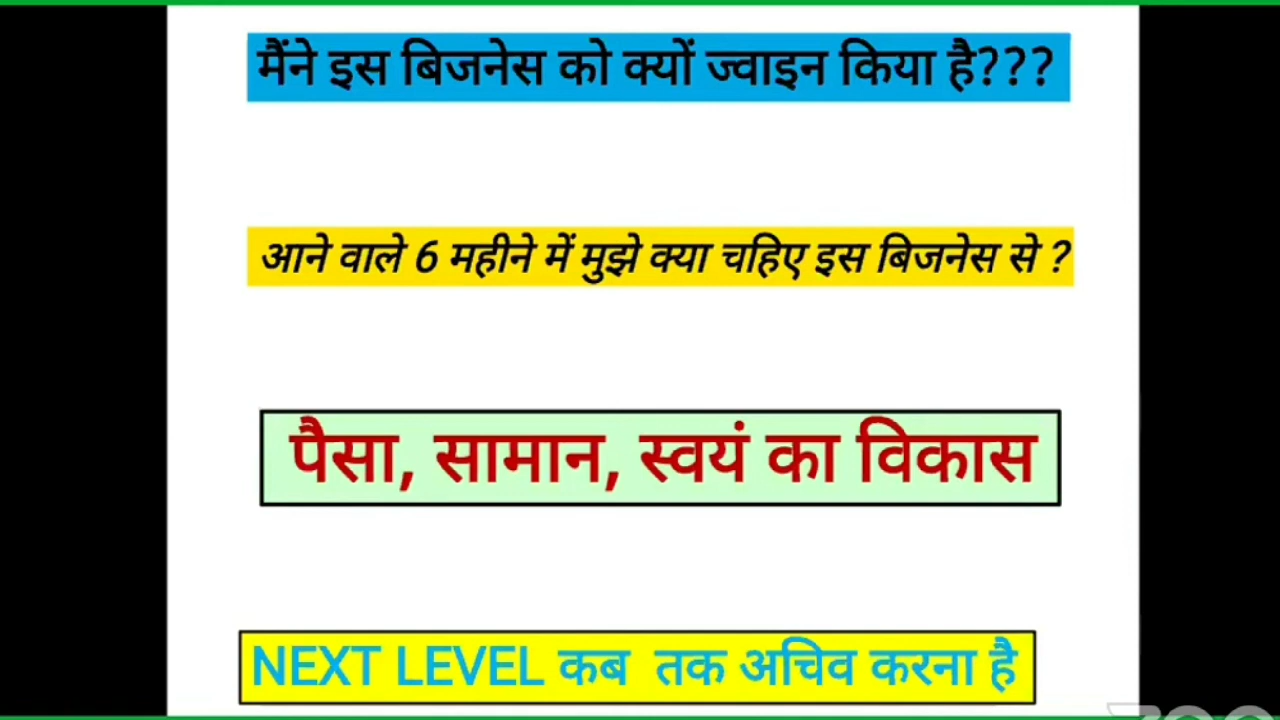 मैंने इस बिजनेस को क्यों ज्वाइन किया है???
आने वाले 6 महीने में मुझे क्या चहिए इस बिजनेस से ?
पैसा, सामान, स्वयं का विकास
NEXT LEVEL कब तक अचिव करना है